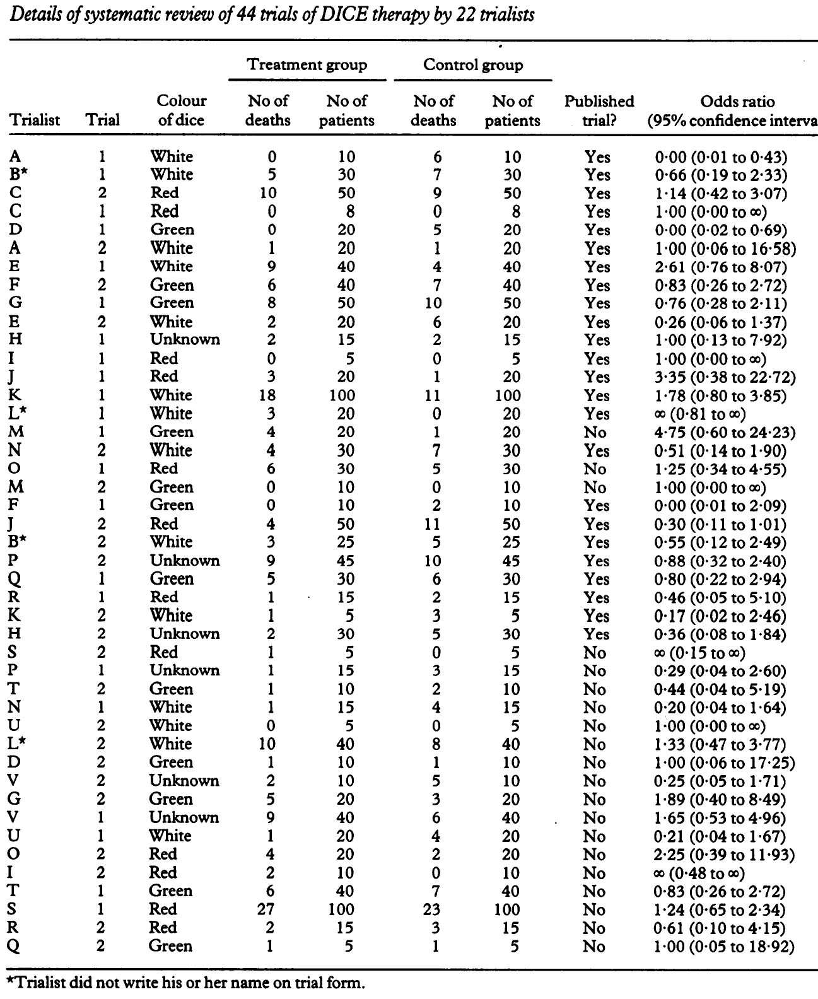 Details of systematic review of 44 trials of DICE therapy by 22 trialists
Treatment group Control group
Colour No of No of No of No of Published Odds ratio
Trialist Trial of dice deaths patients deaths patients trial? (95% confidence interva
A 1 White 0 10 6 10 Yes 0·00 (0·01 to 0·43)
B* 1 White 5 30 7 30 Yes 0·66 (0·19 to 2·33)
C 2 Red 10 50 9 50 Yes 1·14 (0·42 to 3·07)
C 1 Red 0 8 0 8 Yes 1·00 (0·00 to ∞)
D 1 Green 0 20 5 20 Yes 0·00 (0·02 to 0·69)
A 2 White 1 20 1 20 Yes 1·00 (0·06 to 16·58)
E 1 White 9 40 4 40 Yes 2·61 (0·76 to 8·07)
F 2 Green 6 40 7 40 Yes 0·83 (0·26 to 2·72)
G 1 Green 8 50 10 50 Yes 0·76 (0·28 to 2·11)
E 2 White 2 20 6 20 Yes 0·26 (0·06 to 1·37)
H 1 Unknown 2 15 2 15 Yes 1·00 (0·13 to 7·92)
I 1 Red 0 5 0 5 Yes 1·00 (0·00 to ∞)
J 1 Red 3 20 1 20 Yes 3·35 (0·38 to 22·72)
K 1 White 18 100 11 100 Yes 1·78 (0·80 to 3·85)
L* 1 White 3 20 0 20 Yes ∞ (0·81 to ∞)
M 1 Green 4 20 1 20 No 4·75 (0·60 to 24·23)
N 2 White 4 30 7 30 Yes 0·51 (0·14 to 1·90)
O 1 Red 6 30 5 30 No 1·25 (0·34 to 4·55)
M 2 Green 0 10 0 10 No 1·00 (0·00 to ∞)
F 1 Green 0 10 2 10 Yes 0·00 (0·01 to 2·09)
J 2 Red 4 50 11 50 Yes 0·30 (0·11 to 1·01)
B* 2 White 3 25 5 25 Yes 0·55 (0·12 to 2·49)
P 2 Unknown 9 45 10 45 Yes 0·88 (0·32 to 2·40)
Q 1 Green 5 30 6 30 Yes 0·80 (0·22 to 2·94)
R 1 Red 1 15 2 15 Yes 0·46 (0·05 to 5·10)
K 2 White 1 5 3 5 Yes 0·17 (0·02 to 2·46)
H 2 Unknown 2 30 5 30 Yes 0·36 (0·08 to 1·84)
S 2 Red 1 5 0 5 No ∞ (0·15 to ∞)
P 1 Unknown 1 15 3 15 No 0·29 (0·04 to 2·60)
T 2 Green 1 10 2 10 No 0·44 (0·04 to 5·19)
N 1 White 1 15 4 15 No 0·20 (0·04 to 1·64)
U 2 White 0 5 0 5 No 1·00 (0·00 to ∞)
L* 2 White 10 40 8 40 No 1·33 (0·47 to 3·77)
D 2 Green 1 10 1 10 No 1·00 (0·06 to 17·25)
V 2 Unknown 2 10 5 10 No 0·25 (0·05 to 1·71)
G 2 Green 5 20 3 20 No 1·89 (0·40 to 8·49)
V 1 Unknown 9 40 6 40 No 1·65 (0·53 to 4·96)
U 1 White 1 20 4 20 No 0·21 (0·04 to 1·67)
O 2 Red 4 20 2 20 No 2·25 (0·39 to 11·93)
I 2 Red 2 10 0 10 No ∞ (0·48 to ∞)
T 1 Green 6 40 7 40 No 0·83 (0·26 to 2·72)
S 1 Red 27 100 23 100 No 1·24 (0·65 to 2·34)
R 2 Red 2 15 3 15 No 0·61 (0·10 to 4·15)
Q 2 Green 1 5 1 5 No 1·00 (0·05 to 18·92)
*Trialist did not write his or her name on trial form.